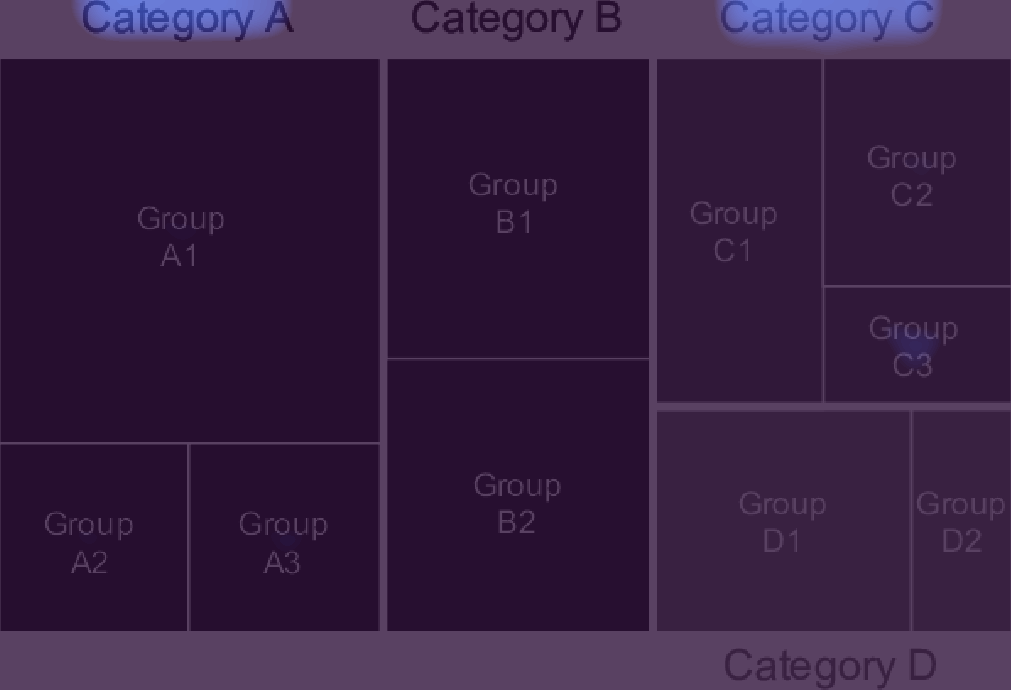 Category A
Category B
Category C
Group
A1
Group
A2
Group
A3
Group
B1
Group
B2
Group
C1
Group
C2
Group
C3
Group
D1
Group
D2
Category D